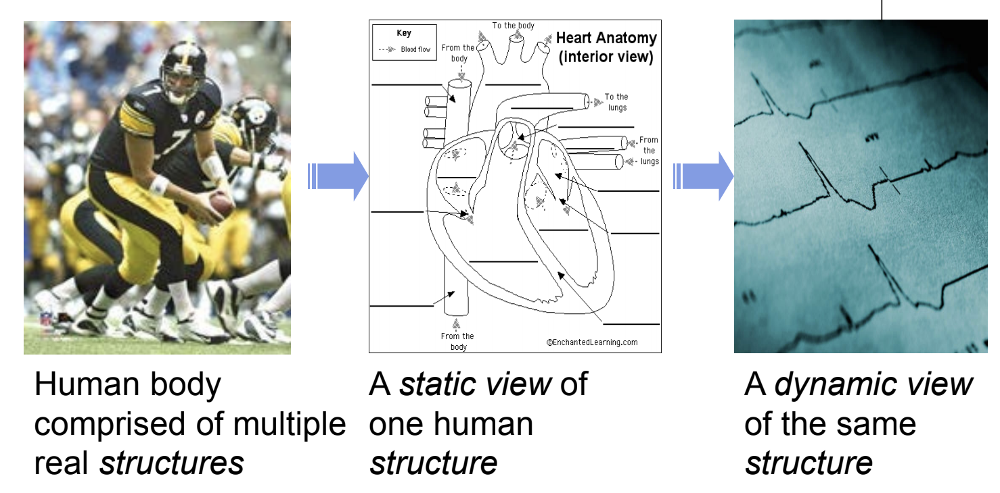 7
7
Key
Blood flow
To the body
Heart Anatomy
(interior view)
From the
body
To the
lungs
From
the
lungs
From the
body
©EnchantedLearning.com
Human body
comprised of multiple
real structures
A static view of
one human
structure
A dynamic view
of the same
structure